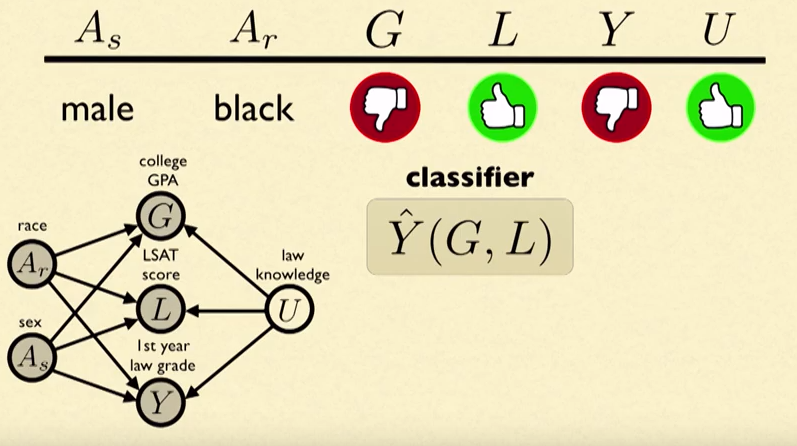 A_s A_r G L Y U
male black
college
GPA
classifier
G
Ŷ(G, L)
race
A_r
LSAT
score
law
knowledge
L
U
sex
A_s
1st year
law grade
Y